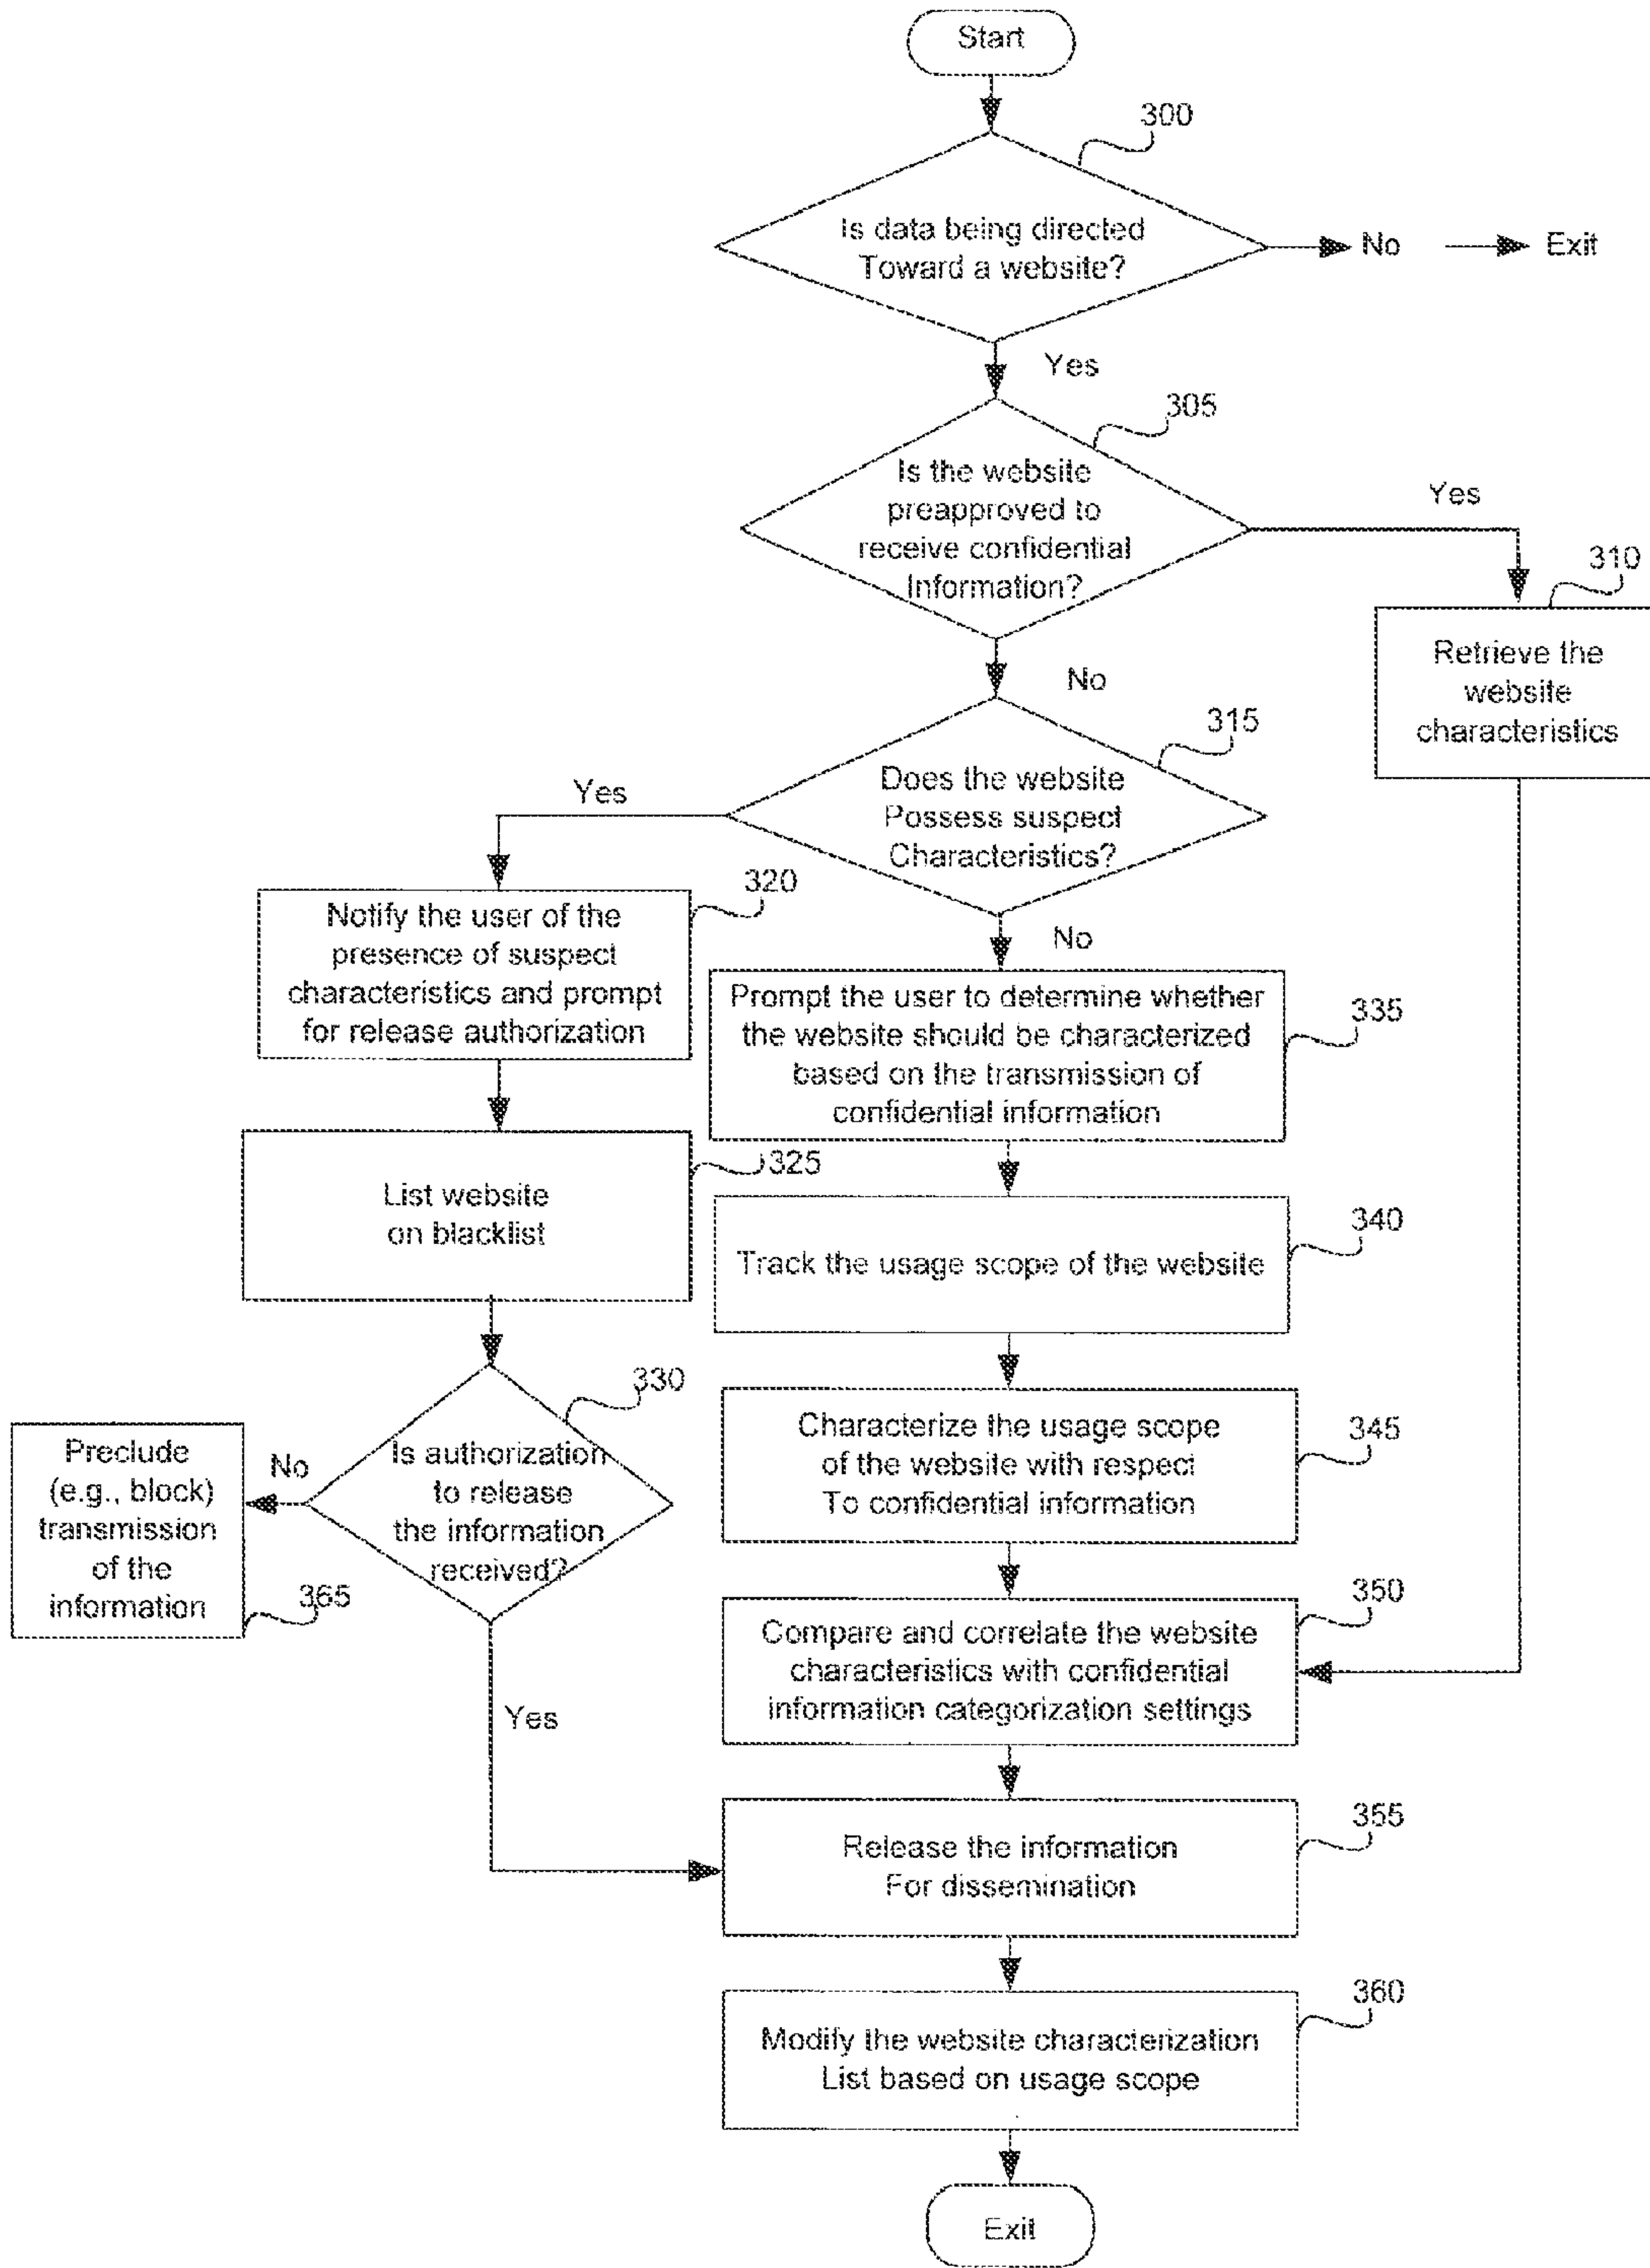 Start
300
Is data being directed
Toward a website?
No
Exit
Yes
305
Is the website
preapproved to
receive confidential
Information?
Yes
310
Retrieve the
website
characteristics
No
315
Does the website
Possess suspect
Characteristics?
Yes
320
Notify the user of the
presence of suspect
characteristics and prompt
for release authorization
No
335
Prompt the user to determine whether
the website should be characterized
based on the transmission of
confidential information
325
List website
on blacklist
340
Track the usage scope of the website
330
Is authorization
to release
the information
received?
No
Preclude
(e.g., block)
transmission
of the
information
365
345
Characterize the usage scope
of the website with respect
To confidential information
350
Compare and correlate the website
characteristics with confidential
information categorization settings
Yes
355
Release the information
For dissemination
360
Modify the website characterization
List based on usage scope
Exit